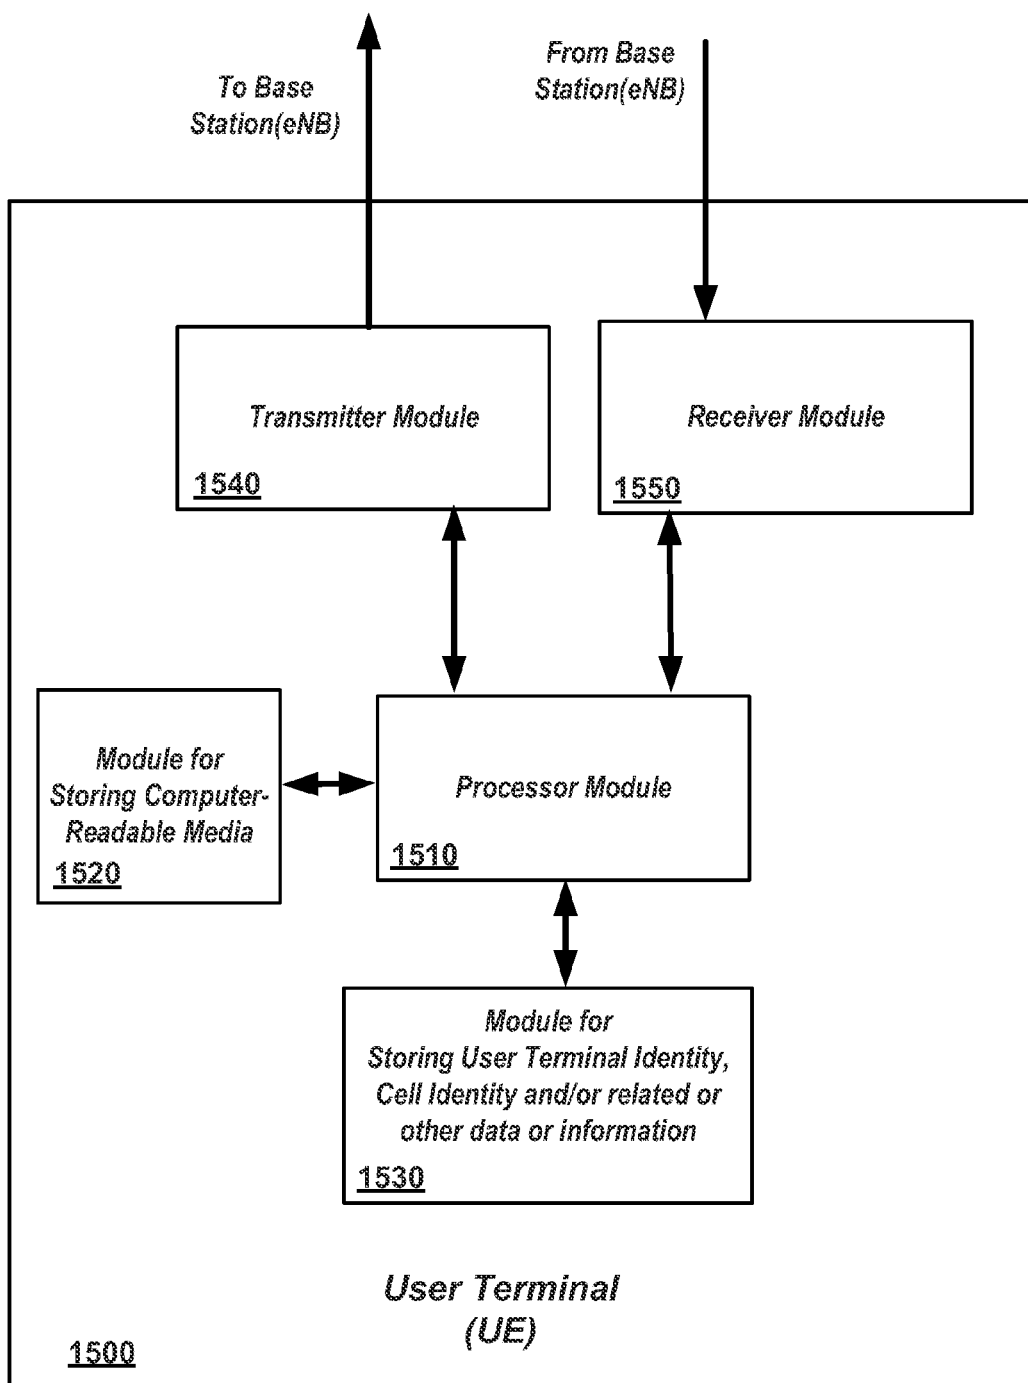 To Base
Station(eNB)
From Base
Station(eNB)
Transmitter Module
1540
Receiver Module
1550
Module for
Storing Computer-
Readable Media
1520
Processor Module
1510
Module for
Storing User Terminal Identity,
Cell Identity and/or related or
other data or information
1530
User Terminal
(UE)
1500